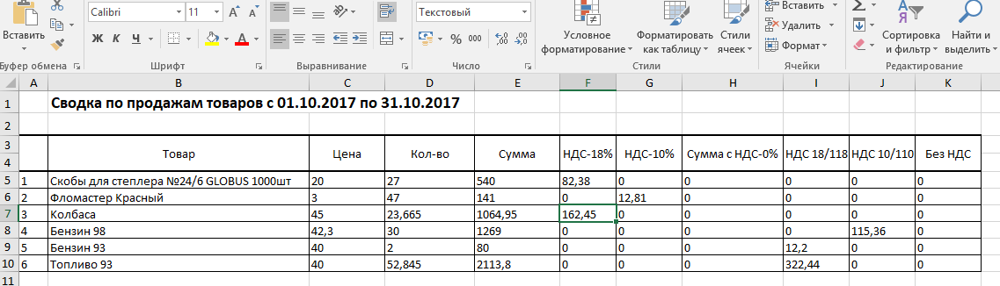 Calibri 11 A A Текстовый Вставить
Вставить Ж К Ч % 000 ,0 ,00 ,00 ,0 Условное форматирование Форматировать как таблицу Стили ячеек Удалить Формат Сортировка и фильтр Найти и выделить
Буфер обмена Шрифт Выравнивание Число Стили Ячейки Редактирование
A B C D E F G H I J K
1 Сводка по продажам товаров с 01.10.2017 по 31.10.2017
2
3
4 Товар Цена Кол-во Сумма НДС-18% НДС-10% Сумма с НДС-0% НДС 18/118 НДС 10/110 Без НДС
5 1 Скобы для степлера №24/6 GLOBUS 1000шт 20 27 540 82,38 0 0 0 0 0
6 2 Фломастер Красный 3 47 141 0 12,81 0 0 0 0
7 3 Колбаса 45 23,665 1064,95 162,45 0 0 0 0 0
8 4 Бензин 98 42,3 30 1269 0 0 0 0 115,36 0
9 5 Бензин 93 40 2 80 0 0 0 12,2 0 0
10 6 Топливо 93 40 52,845 2113,8 0 0 0 322,44 0 0
11